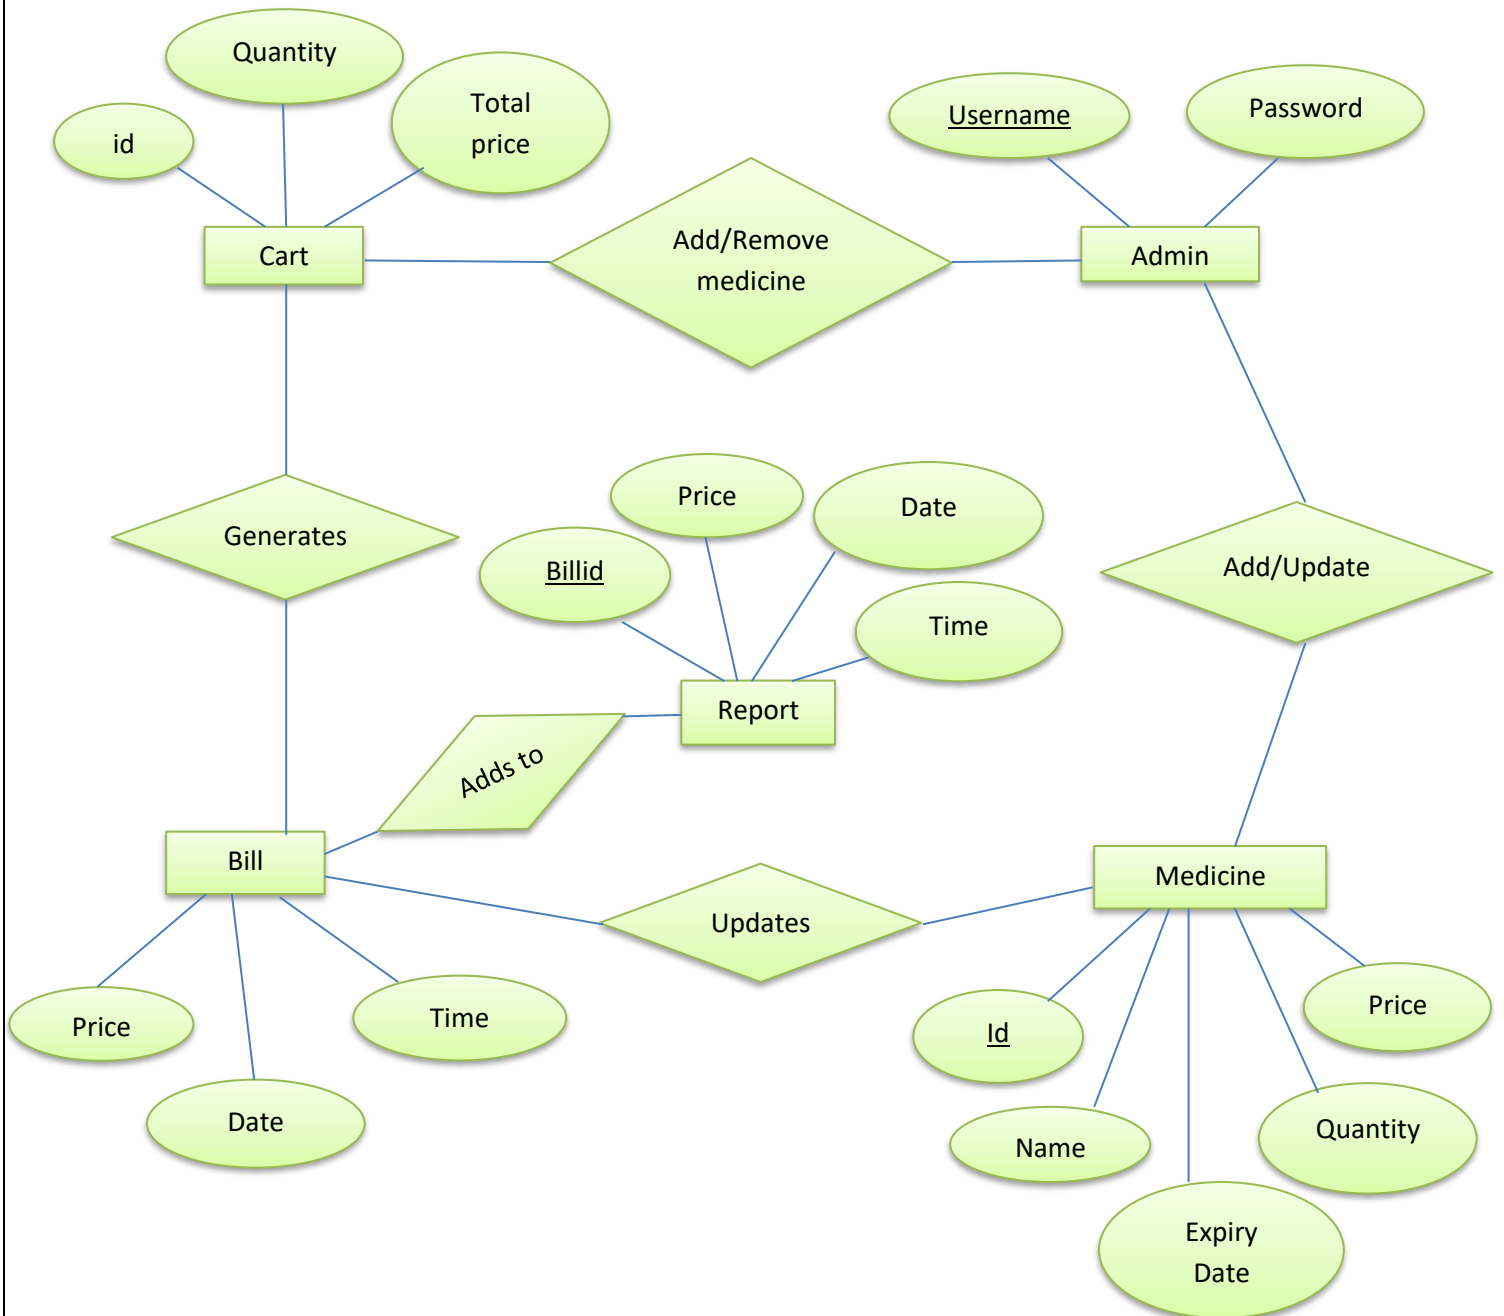 Quantity
Total
price
id
Username
Password
Cart
Add/Remove
medicine
Admin
Generates
Price
Date
Billid
Time
Add/Update
Report
Adds to
Bill
Updates
Medicine
Price
Date
Time
Id
Name
Expiry
Date
Quantity
Price